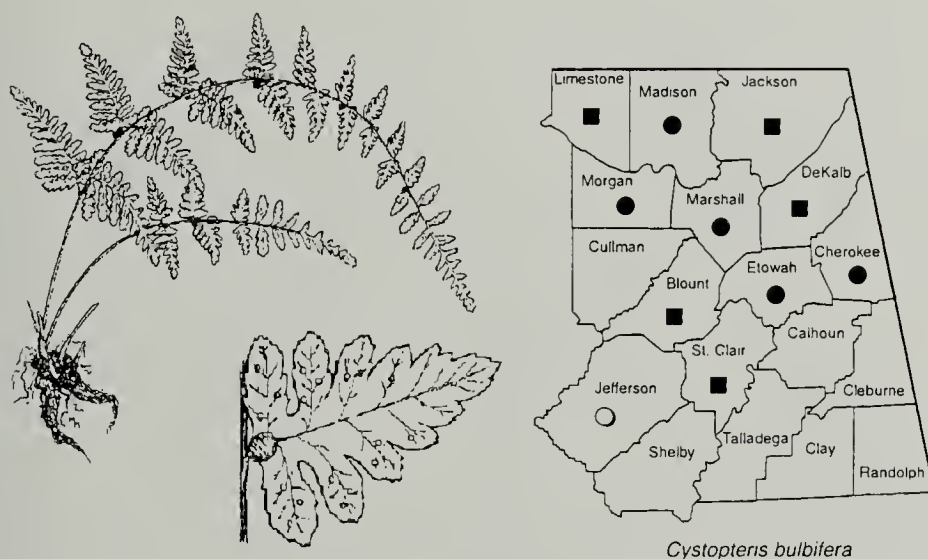 Limestone
Madison
Jackson
Morgan
Marshall
DeKalb
Cullman
Blount
Etowah
Cherokee
St. Clair
Calhoun
Jefferson
Cleburne
Shelby
Talladega
Clay
Randolph
Cystopteris bulbifera